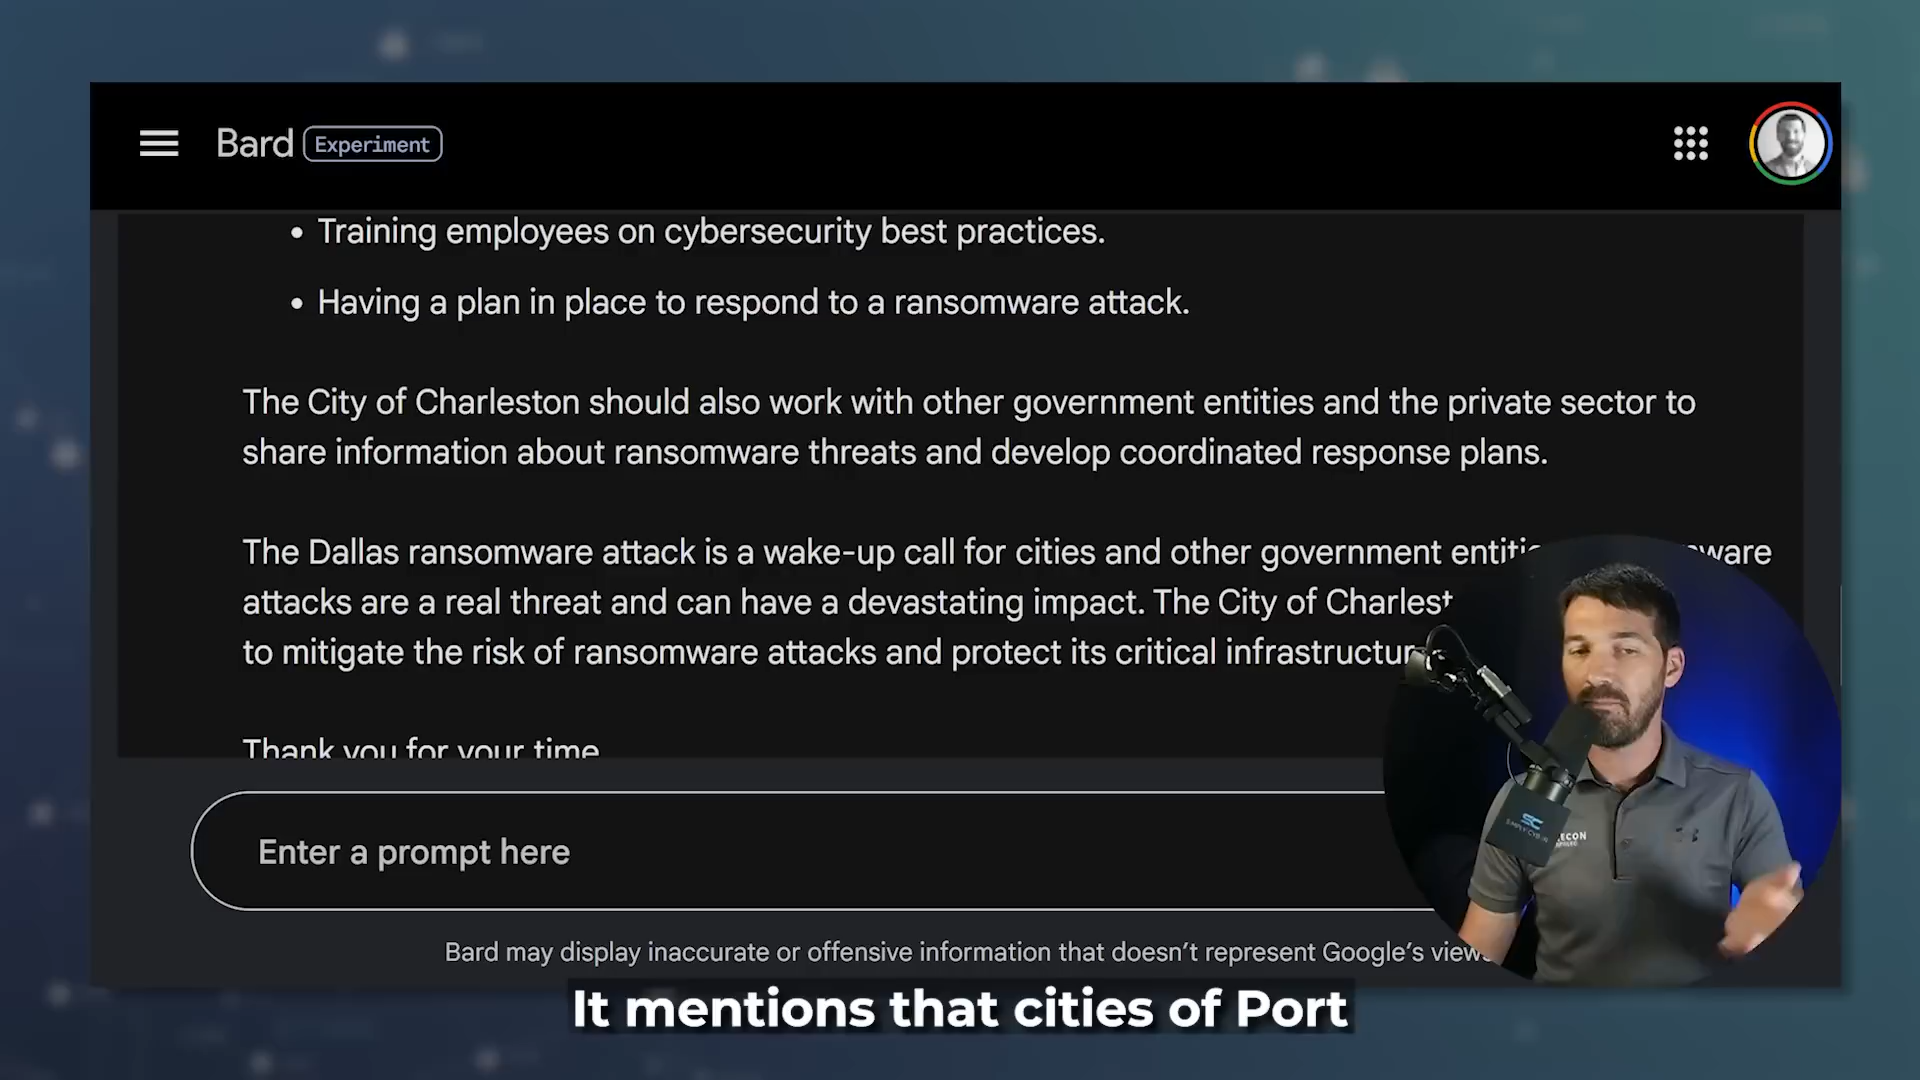 Bard Experiment
• Training employees on cybersecurity best practices.
• Having a plan in place to respond to a ransomware attack.
The City of Charleston should also work with other government entities and the private sector to
share information about ransomware threats and develop coordinated response plans.
The Dallas ransomware attack is a wake-up call for cities and other government
attacks are a real threat and can have a devastating impact. The City of
to mitigate the risk of ransomware attacks and protect its critical
Thank you for your time
Enter a prompt here
Bard may display inaccurate or offensive information that doesn't represent Google's
SC
It mentions that cities of Port